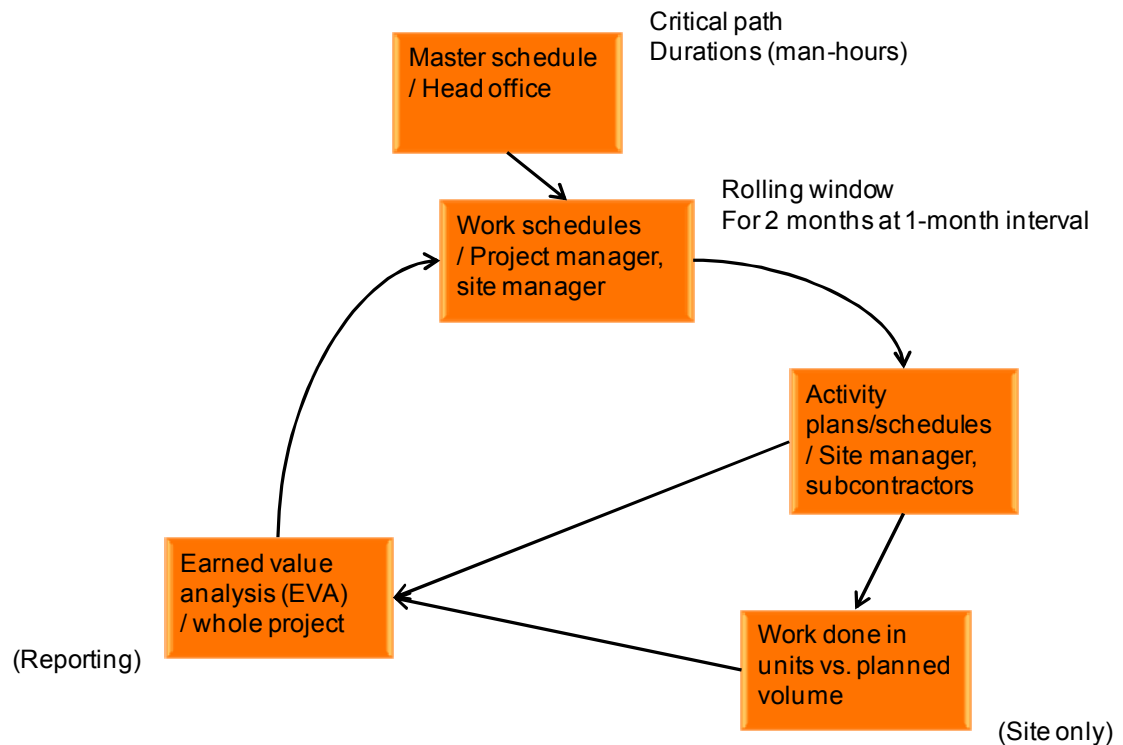 Critical path
Durations (man-hours)
Master schedule
/ Head office
Rolling window
For 2 months at 1-month interval
Work schedules
/ Project manager,
site manager
Activity
plans/schedules
/ Site manager,
subcontractors
Earned value
analysis (EVA)
/ whole project
(Reporting)
Work done in
units vs. planned
volume
(Site only)